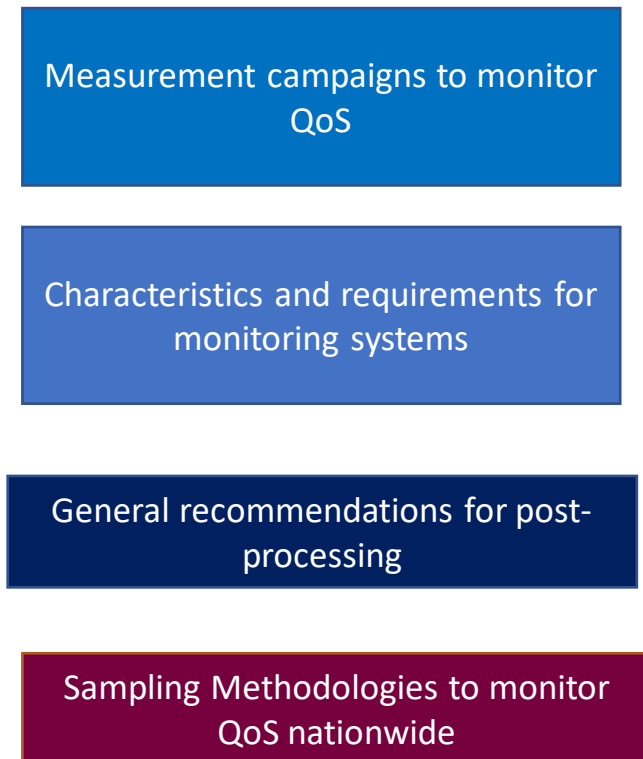 Measurement campaigns to monitor
QoS
Characteristics and requirements for
monitoring systems
General recommendations for post-
processing
Sampling Methodologies to monitor
QoS nationwide